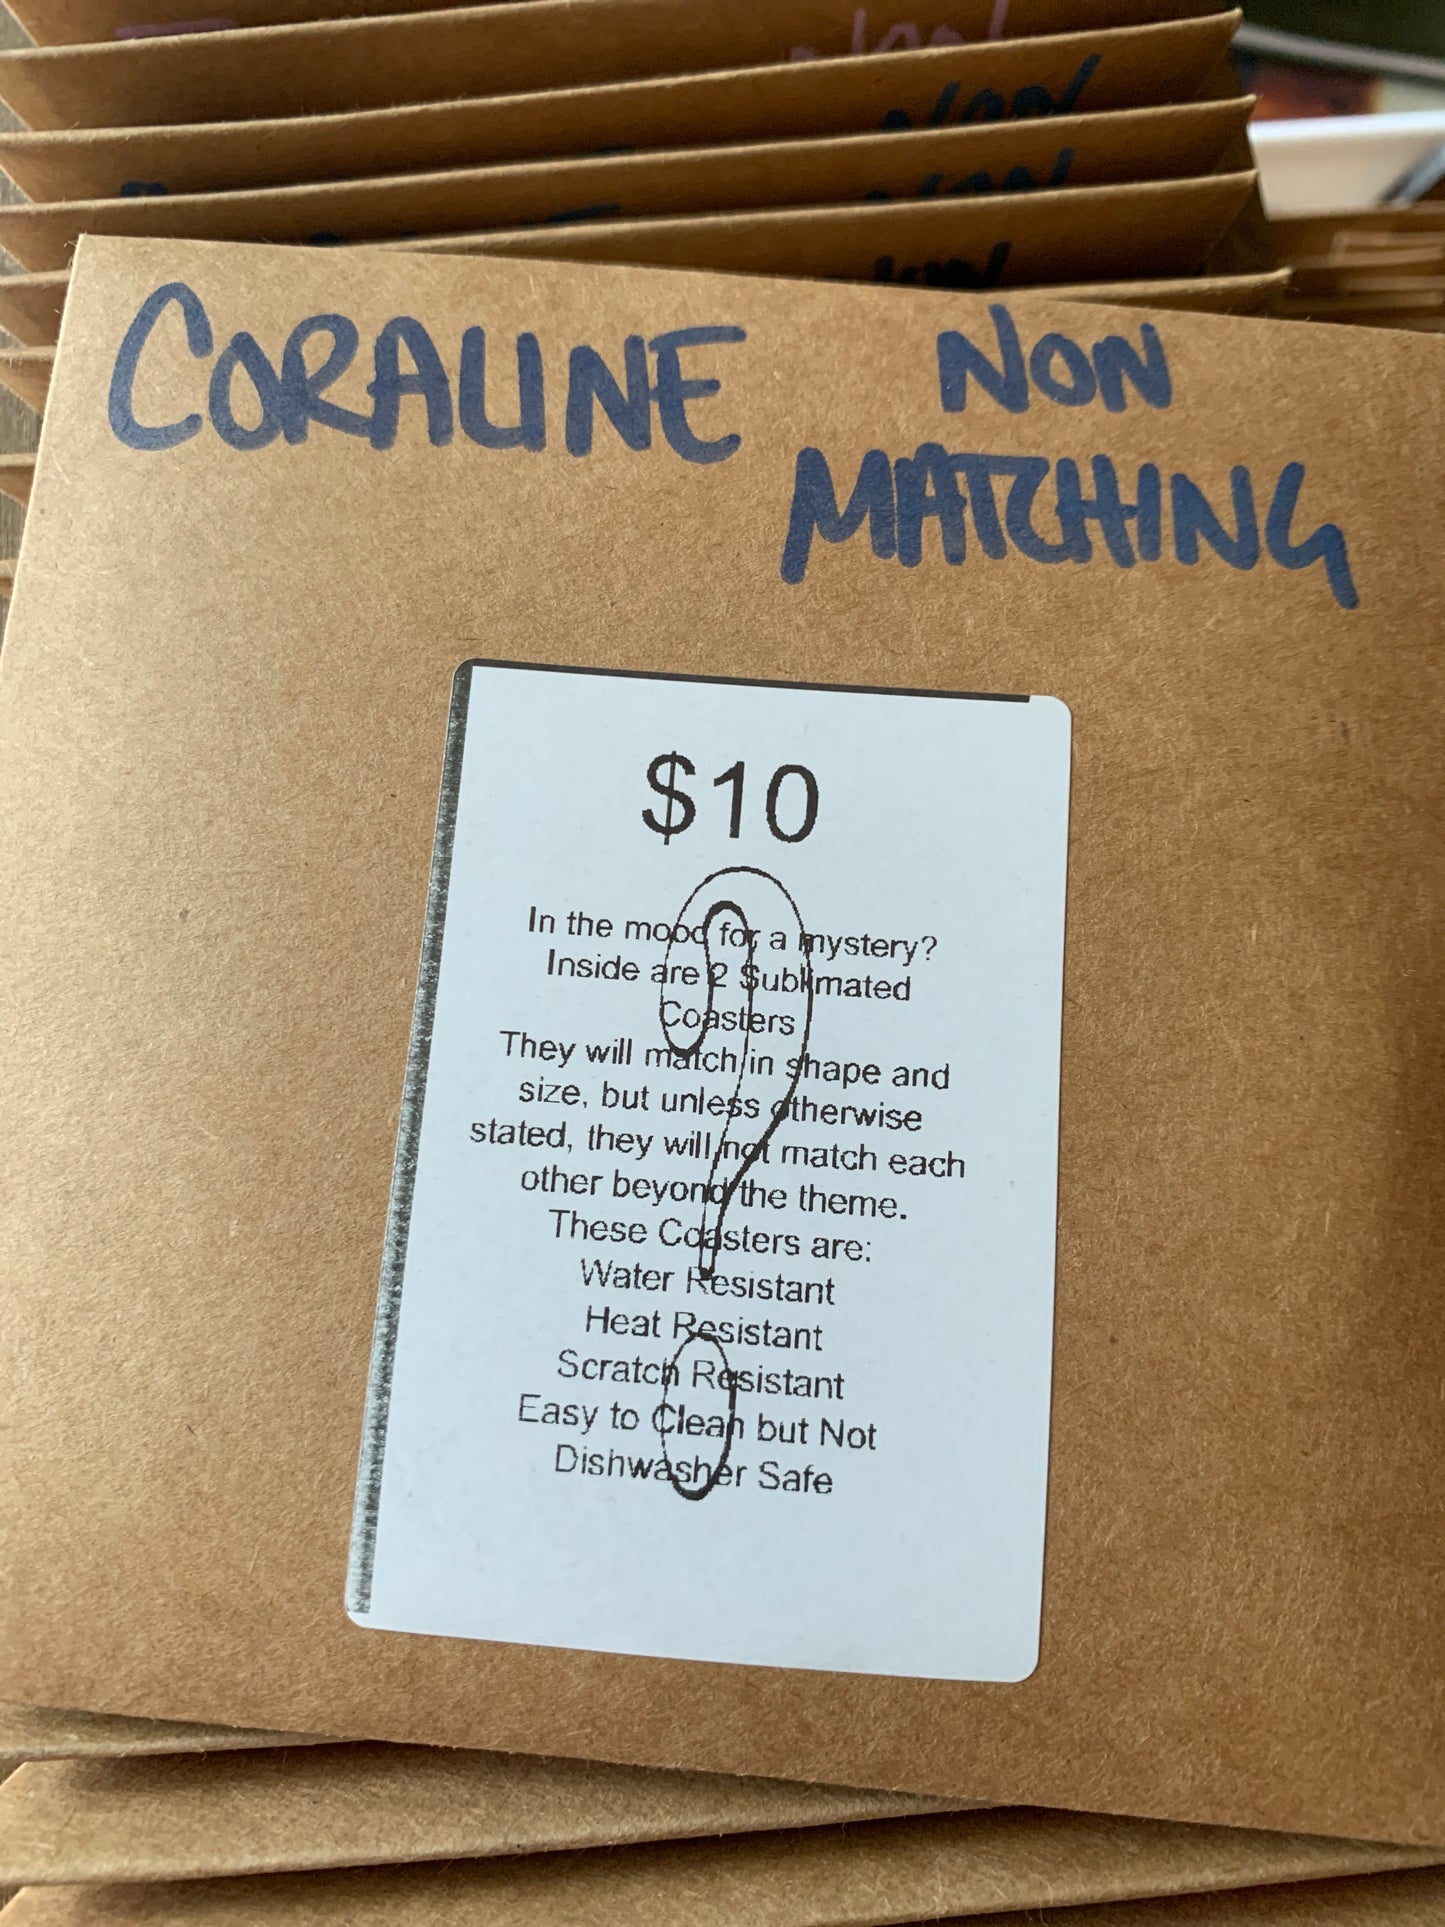 CORALINE NON
MATCHING
$10
In the mood for a mystery?
Inside are 2 Sublimated
Coasters
They will match in shape and
size, but unless otherwise
stated, they will not match each
other beyond the theme.
These Coasters are:
Water Resistant
Heat Resistant
Scratch Resistant
Easy to Clean but Not
Dishwasher Safe